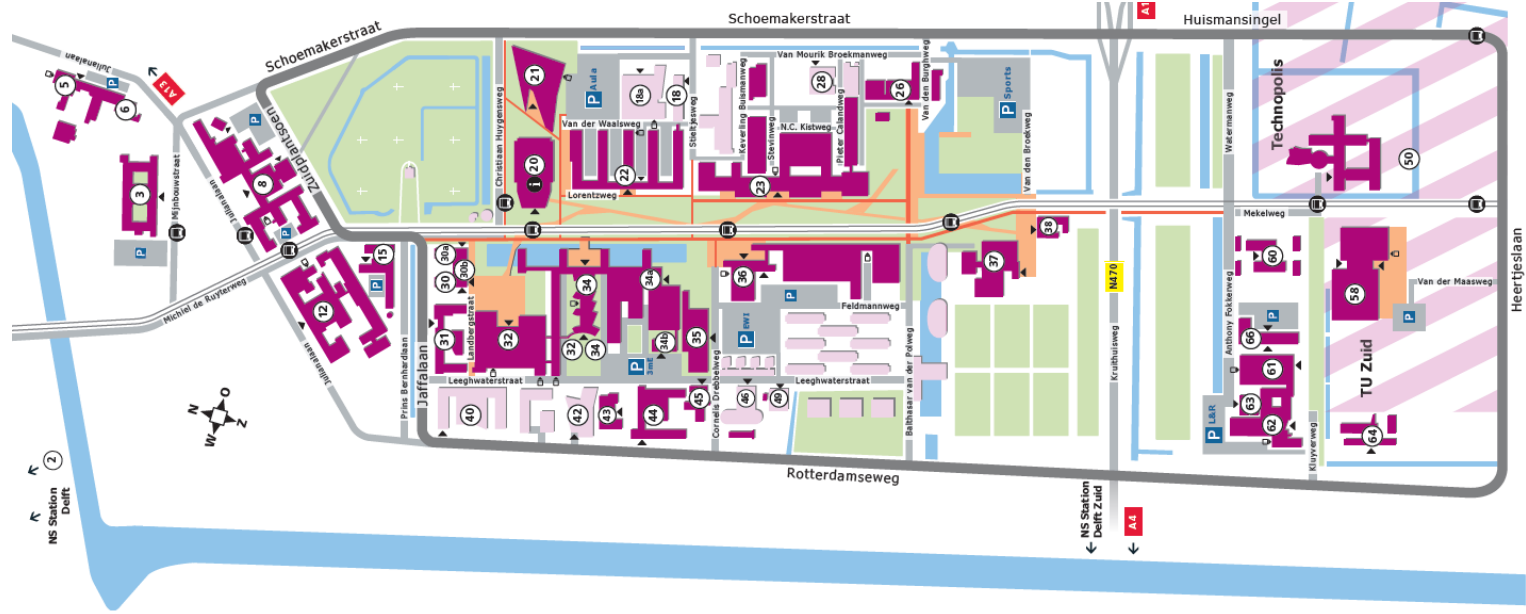 Schoemakerstraat
Huismansingel
A1
Schoemakerstraat
Julianalaan
5
P
6
A13
3
Mijnbouwstraat
P
Julianalaan
8
P
Zuidplantsoen
P
Christiaan Huygensweg
21
P Aula
18a
18
Van der Waalsweg
Stieltjesweg
20
i
22
Lorentzweg
Van Mourik Broekmanweg
Keverling Buismanweg
28
26
Van den Burghweg
N.C. Kistweg
Stevinweg
Pieter Calandweg
23
P Sports
Van den Broekweg
Watermanweg
Technopolis
50
Mekelweg
Michiel de Ruyterweg
12
15
P
Julianalaan
Prins Bernhardlaan
Jaffalaan
30a
30
30b
31
Landbergstraat
32
34
32
34
34a
34b
35
P 3mE
36
P
P EWI
Feldmannweg
37
38
N470
Kruithuisweg
60
58
Van der Maasweg
P
Anthony Fokkerweg
66
P
61
63
62
P L&R
Kluyverweg
64
TU Zuid
Heertjeslaan
Leeghwaterstraat
Leeghwaterstraat
40
42
43
44
45
Cornelis Drebbelweg
46
49
Balthasar van der Polweg
Rotterdamseweg
N
O
W
Z
2
NS Station
Delft
NS Station
Delft Zuid
A4